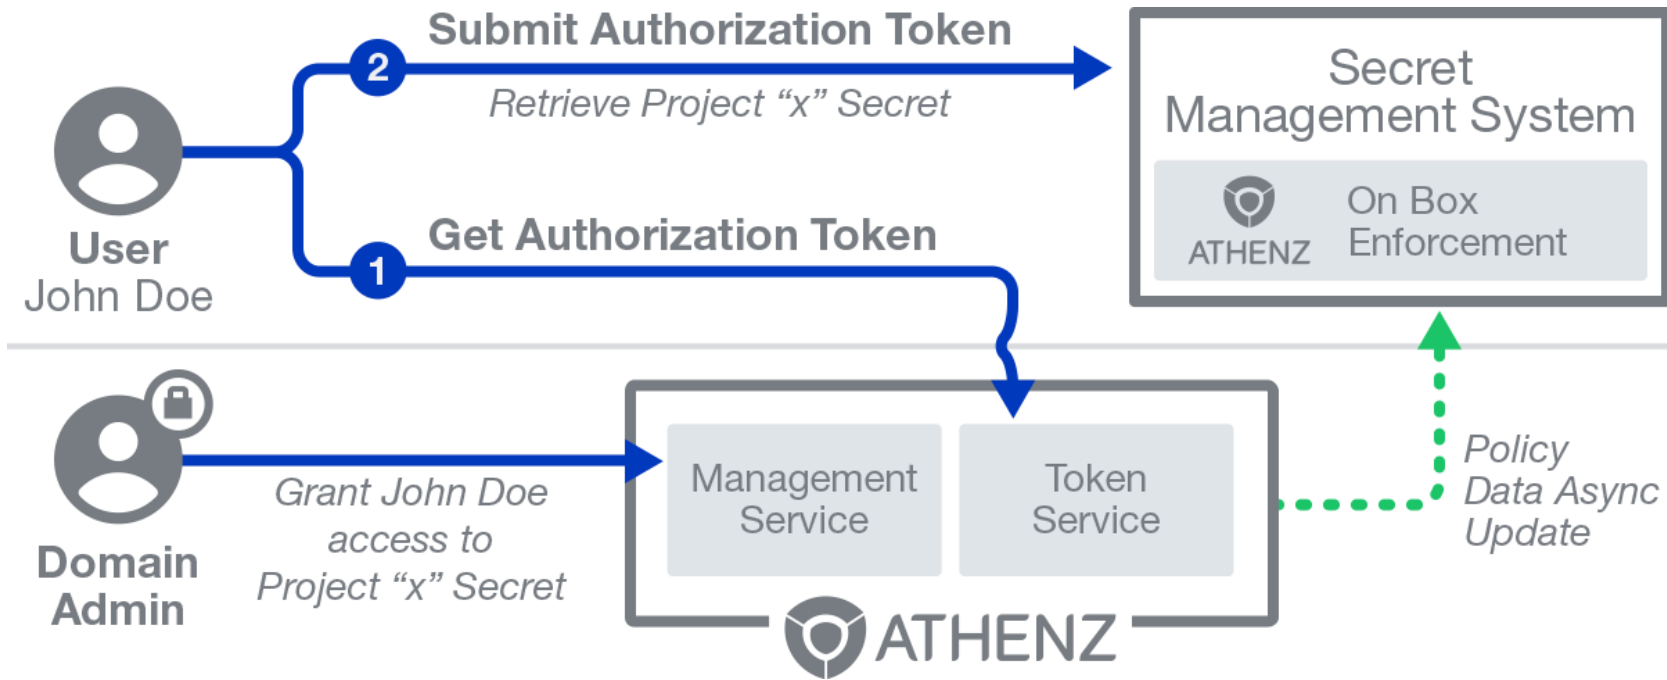 Submit Authorization Token
2
Retrieve Project “x” Secret
User
John Doe
Get Authorization Token
1
Secret
Management System
ATHENZ
On Box
Enforcement
Domain
Admin
Grant John Doe
access to
Project “x” Secret
Management
Service
Token
Service
ATHENZ
Policy
Data Async
Update